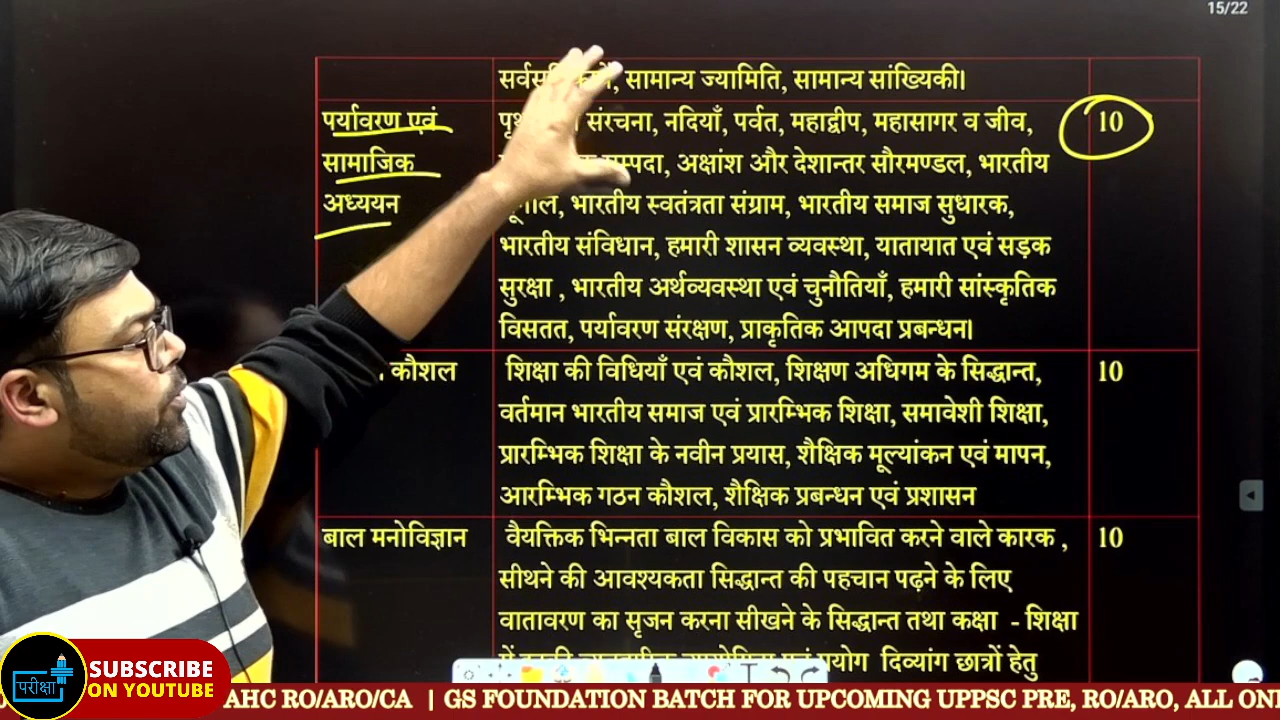 15/22
सामान्य ज्यामिति, सामान्य सांख्यिकी।
पर्यावरण एवं
संरचना, नदियाँ, पर्वत, महाद्वीप, महासागर व जीव,
10
सामाजिक
अक्षांश और देशान्तर सौरमण्डल, भारतीय
अध्ययन
भारतीय स्वतंत्रता संग्राम, भारतीय समाज सुधारक,
भारतीय संविधान, हमारी शासन व्यवस्था, यातायात एवं सड़क
सुरक्षा , भारतीय अर्थव्यवस्था एवं चुनौतियाँ, हमारी सांस्कृतिक
विसतत, पर्यावरण संरक्षण, प्राकृतिक आपदा प्रबन्धन।
कौशल
शिक्षा की विधियाँ एवं कौशल, शिक्षण अधिगम के सिद्धान्त,
10
वर्तमान भारतीय समाज एवं प्रारम्भिक शिक्षा, समावेशी शिक्षा,
प्रारम्भिक शिक्षा के नवीन प्रयास, शैक्षिक मूल्यांकन एवं मापन,
आरम्भिक गठन कौशल, शैक्षिक प्रबन्धन एवं प्रशासन
बाल मनोविज्ञान
वैयक्तिक भिन्नता बाल विकास को प्रभावित करने वाले कारक ,
10
सीथने की आवश्यकता सिद्धान्त की पहचान पढ़ने के लिए
वातावरण का सृजन करना सीखने के सिद्धान्त तथा कक्षा - शिक्षा
दिव्यांग छात्रों हेतु
परीक्षा
SUBSCRIBE
ON YOUTUBE
AHC RO/ARO/CA | GS FOUNDATION BATCH FOR UPCOMING UPPSC PRE, RO/ARO, ALL ON